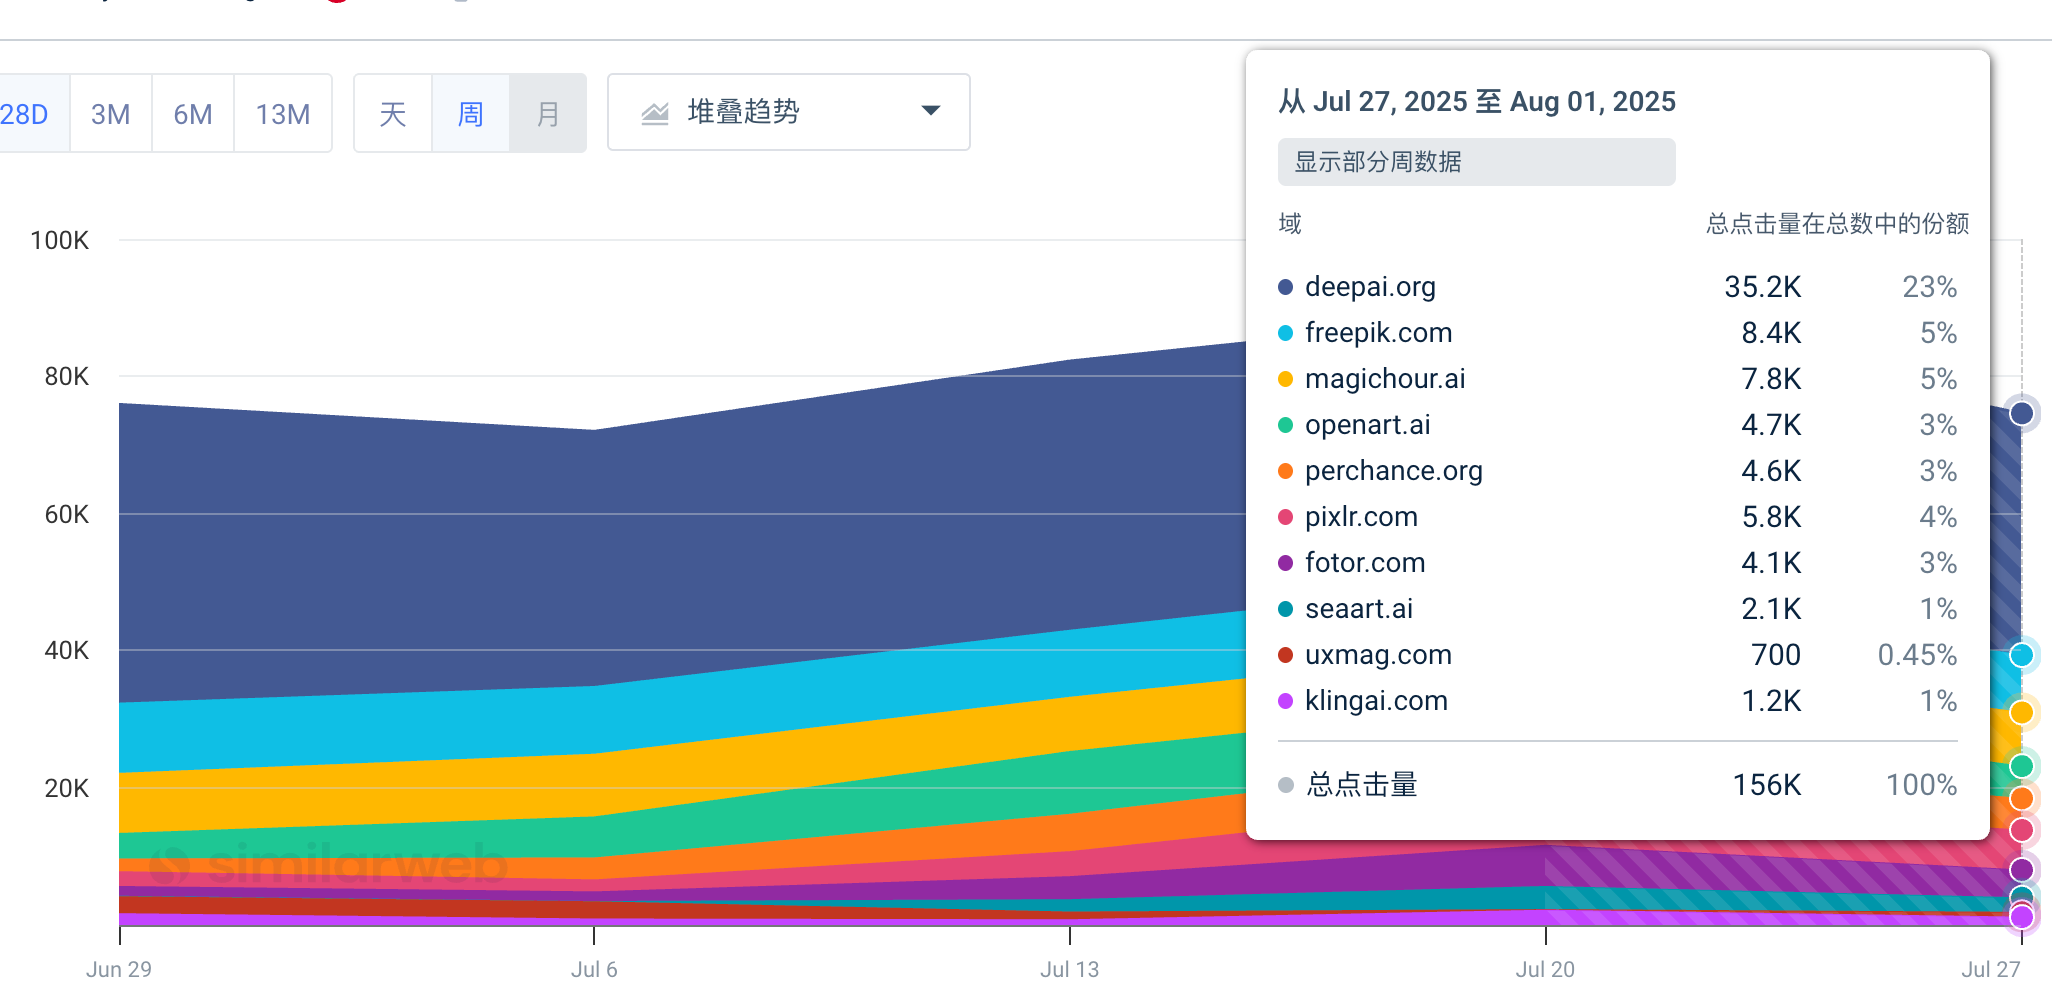 28D 3M 6M 13M 天 周 月 堆叠趋势
从 Jul 27, 2025 至 Aug 01, 2025
显示部分周数据
域 总点击量在总数中的份额
deepai.org 35.2K 23%
freepik.com 8.4K 5%
magichour.ai 7.8K 5%
openart.ai 4.7K 3%
perchance.org 4.6K 3%
pixlr.com 5.8K 4%
fotor.com 4.1K 3%
seaart.ai 2.1K 1%
uxmag.com 700 0.45%
klingai.com 1.2K 1%
总点击量 156K 100%
100K
80K
60K
40K
20K
similarweb
Jun 29 Jul 6 Jul 13 Jul 20 Jul 27